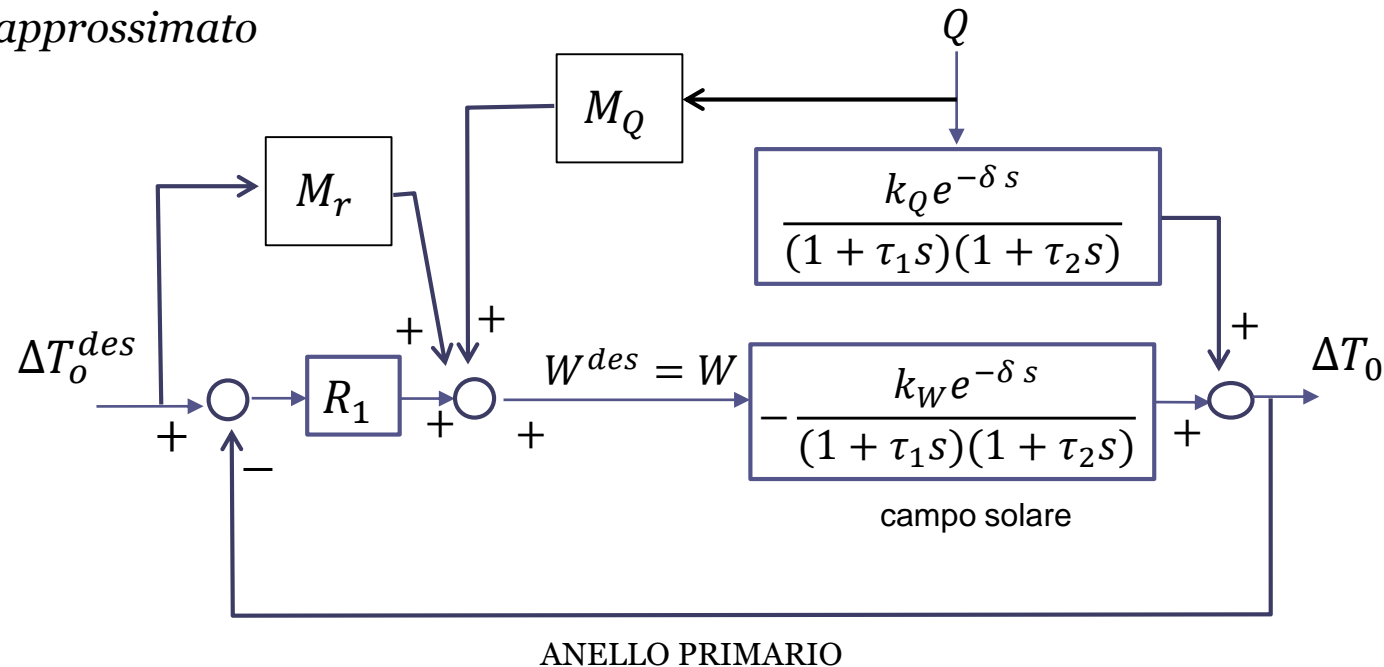 approssimato
Q
M_Q
M_r
k_Q e^{-δ s}
(1 + τ_1 s)(1 + τ_2 s)
+
+
+
ΔT_o^{des}
+
−
R_1
+
+
W^{des} = W
−
k_W e^{-δ s}
(1 + τ_1 s)(1 + τ_2 s)
+
ΔT_0
campo solare
ANELLO PRIMARIO